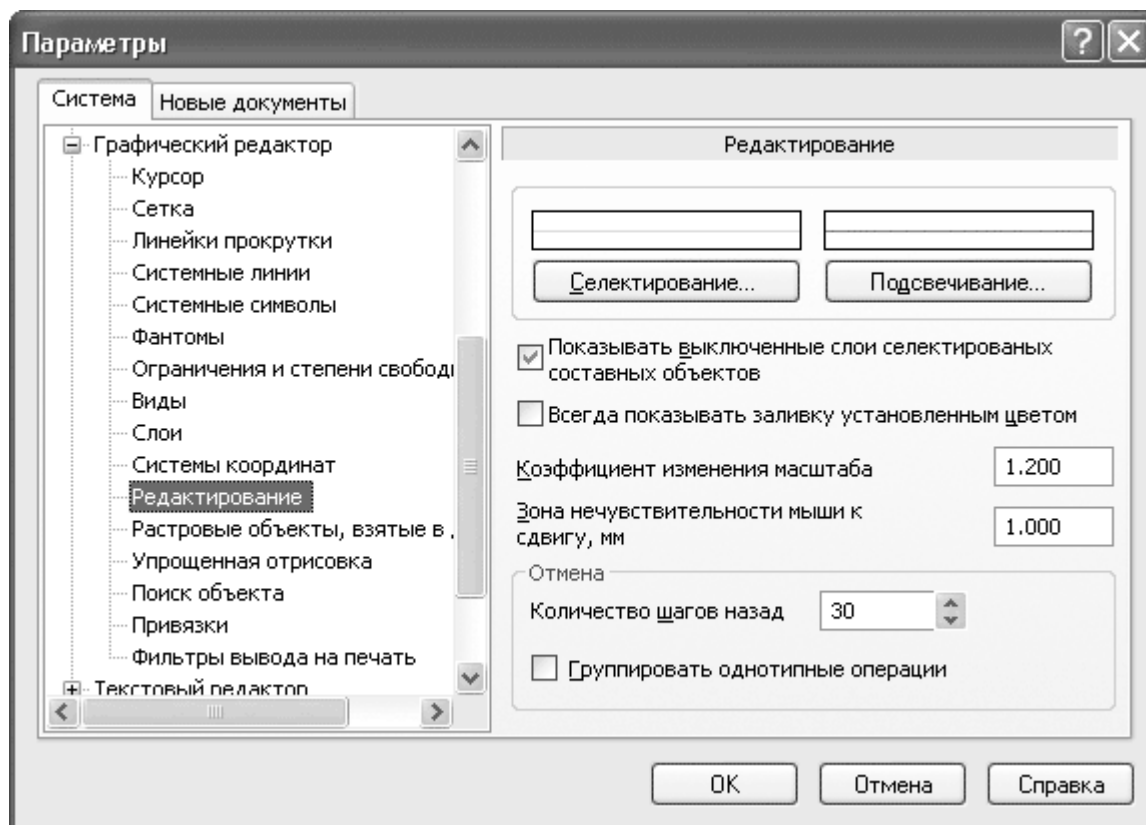 Параметры
Система
Новые документы
Графический редактор
Курсор
Сетка
Линейки прокрутки
Системные линии
Системные символы
Фантомы
Ограничения и степени свободы
Виды
Слои
Системы координат
Редактирование
Растровые объекты, взятые в
Упрощенная отрисовка
Поиск объекта
Привязки
Фильтры вывода на печать
Текстовый редактор
Редактирование
Селектирование...
Подсвечивание...
Показывать выключенные слои селектированых
составных объектов
Всегда показывать заливку установленным цветом
Коэффициент изменения масштаба
1.200
Зона нечувствительности мыши к
сдвигу, мм
1.000
Отмена
Количество шагов назад
30
Группировать однотипные операции
OK
Отмена
Справка